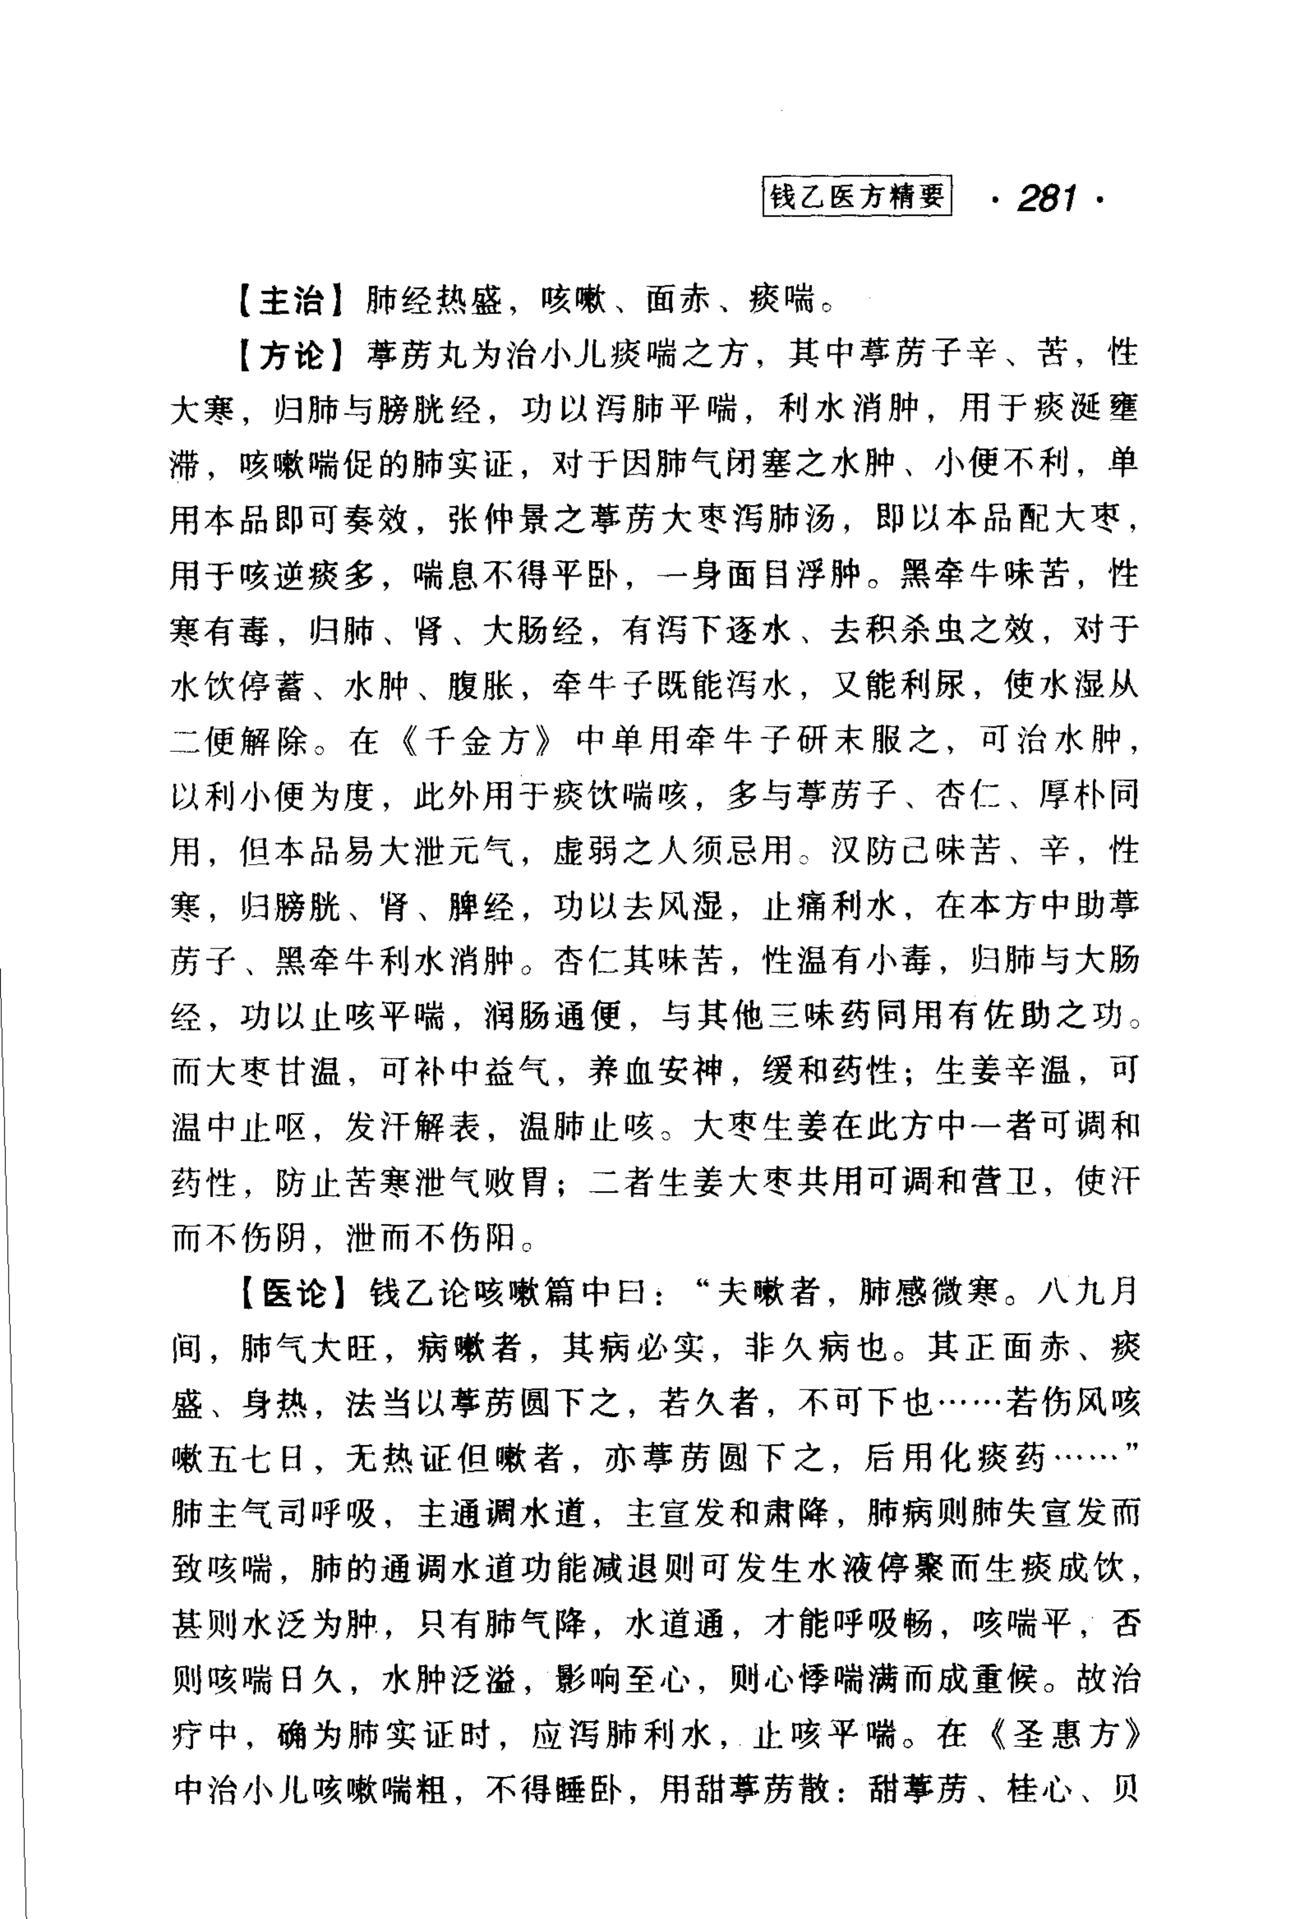 钱乙医方精要 ·281·
【主治】肺经热盛，咳嗽、面赤、痰喘。
【方论】葶苈丸为治小儿痰喘之方，其中葶苈子辛、苦，性
大寒，归肺与膀胱经，功以泻肺平喘，利水消肿，用于痰涎壅
滞，咳嗽喘促的肺实证，对于因肺气闭塞之水肿、小便不利，单
用本品即可奏效，张仲景之葶苈大枣泻肺汤，即以本品配大枣，
用于咳逆痰多，喘息不得平卧，一身面目浮肿。黑牵牛味苦，性
寒有毒，归肺、肾、大肠经，有泻下逐水、去积杀虫之效，对于
水饮停蓄、水肿、腹胀，牵牛子既能泻水，又能利尿，使水湿从
二便解除。在《千金方》中单用牵牛子研末服之，可治水肿，
以利小便为度，此外用于痰饮喘咳，多与葶苈子、杏仁、厚朴同
用，但本品易大泄元气，虚弱之人须忌用。汉防己味苦、辛，性
寒，归膀胱、肾、脾经，功以去风湿，止痛利水，在本方中助葶
苈子、黑牵牛利水消肿。杏仁其味苦，性温有小毒，归肺与大肠
经，功以止咳平喘，润肠通便，与其他三味药同用有佐助之功。
而大枣甘温，可补中益气，养血安神，缓和药性；生姜辛温，可
温中止呕，发汗解表，温肺止咳。大枣生姜在此方中一者可调和
药性，防止苦寒泄气败胃；二者生姜大枣共用可调和营卫，使汗
而不伤阴，泄而不伤阳。
【医论】钱乙论咳嗽篇中曰：“夫嗽者，肺感微寒。八九月
间，肺气大旺，病嗽者，其病必实，非久病也。其正面赤、痰
盛、身热，法当以葶苈圆下之，若久者，不可下也……若伤风咳
嗽五七日，无热证但嗽者，亦葶苈圆下之，后用化痰药……”
肺主气司呼吸，主通调水道，主宣发和肃降，肺病则肺失宣发而
致咳喘，肺的通调水道功能减退则可发生水液停聚而生痰成饮，
甚则水泛为肿，只有肺气降，水道通，才能呼吸畅，咳喘平，否
则咳喘日久，水肿泛溢，影响至心，则心悸喘满而成重候。故治
疗中，确为肺实证时，应泻肺利水，止咳平喘。在《圣惠方》
中治小儿咳嗽喘粗，不得睡卧，用甜葶苈散：甜葶苈、桂心、贝